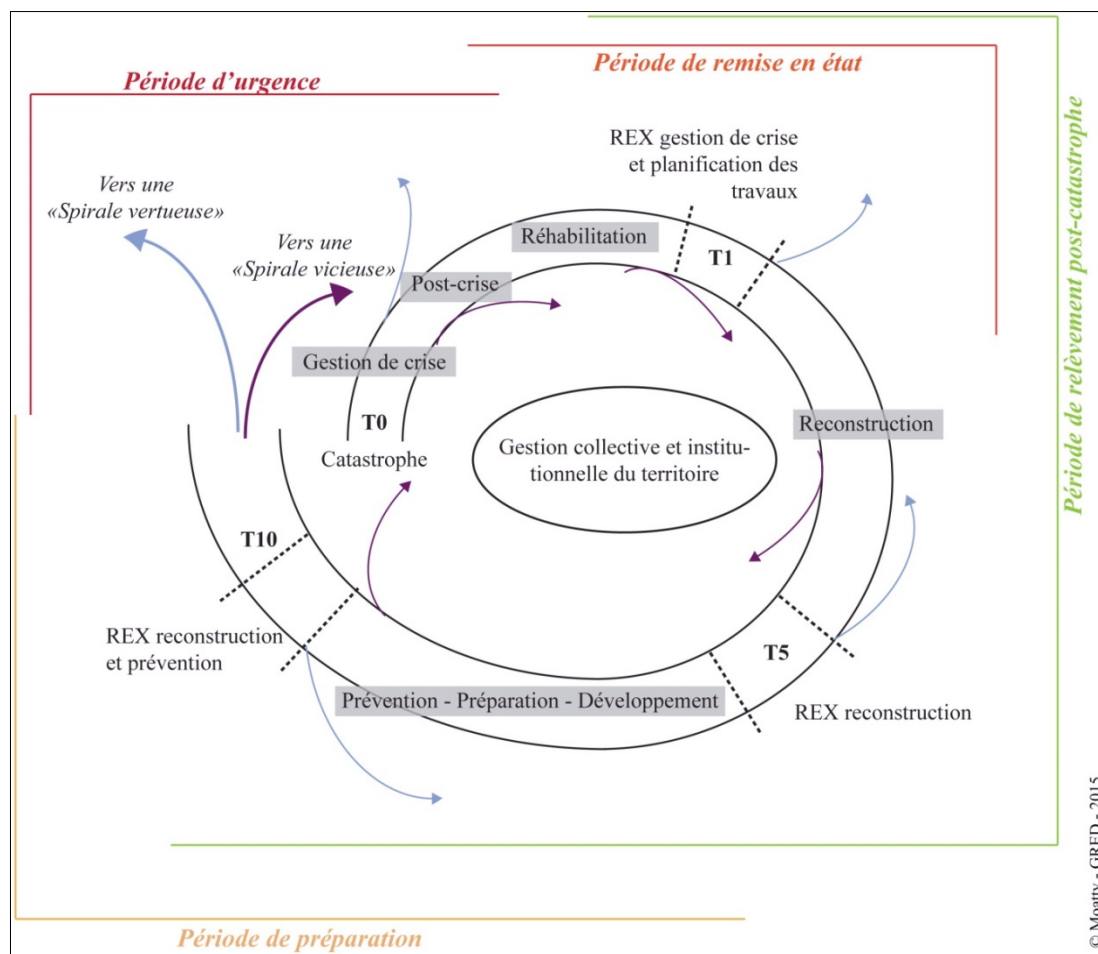 Période de remise en état
Période d'urgence
REX gestion de crise
et planification des
travaux
Vers une
«Spirale vertueuse»
Vers une
«Spirale vicieuse»
Réhabilitation
T1
Post-crise
Gestion de crise
T0
Catastrophe
Gestion collective et institu-
tionnelle du territoire
Reconstruction
Période de relèvement post-catastrophe
T10
REX reconstruction
et prévention
T5
Prévention - Préparation - Développement
REX reconstruction
Période de préparation
© Moatty - GRED - 2015